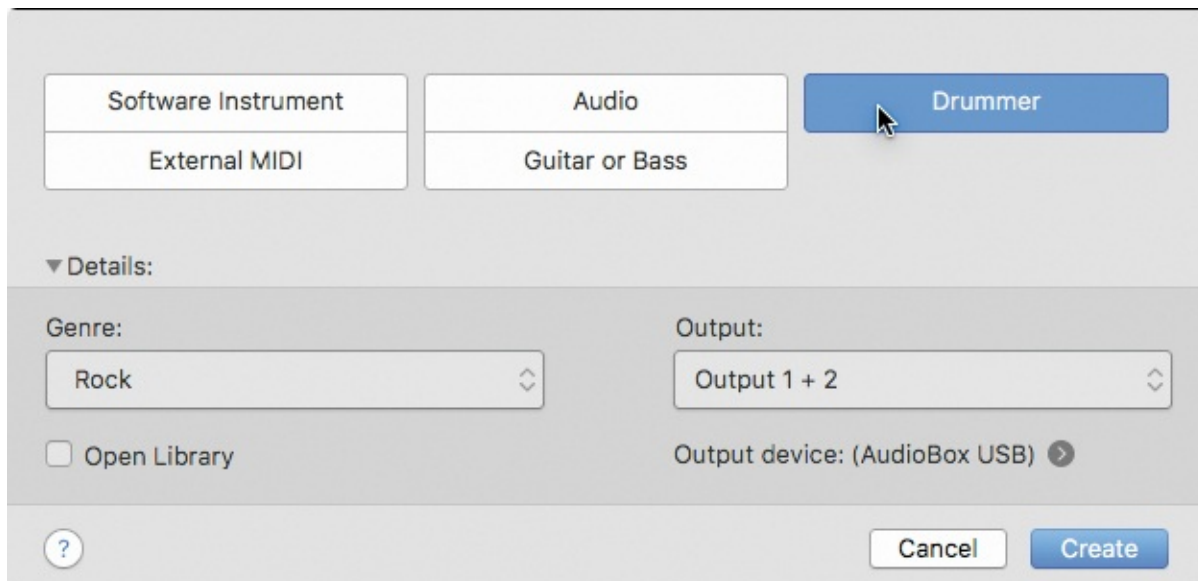 Software Instrument
Audio
Drummer
External MIDI
Guitar or Bass
Details:
Genre:
Output:
Rock
Output 1 + 2
Open Library
Output device: (AudioBox USB)
?
Cancel
Create